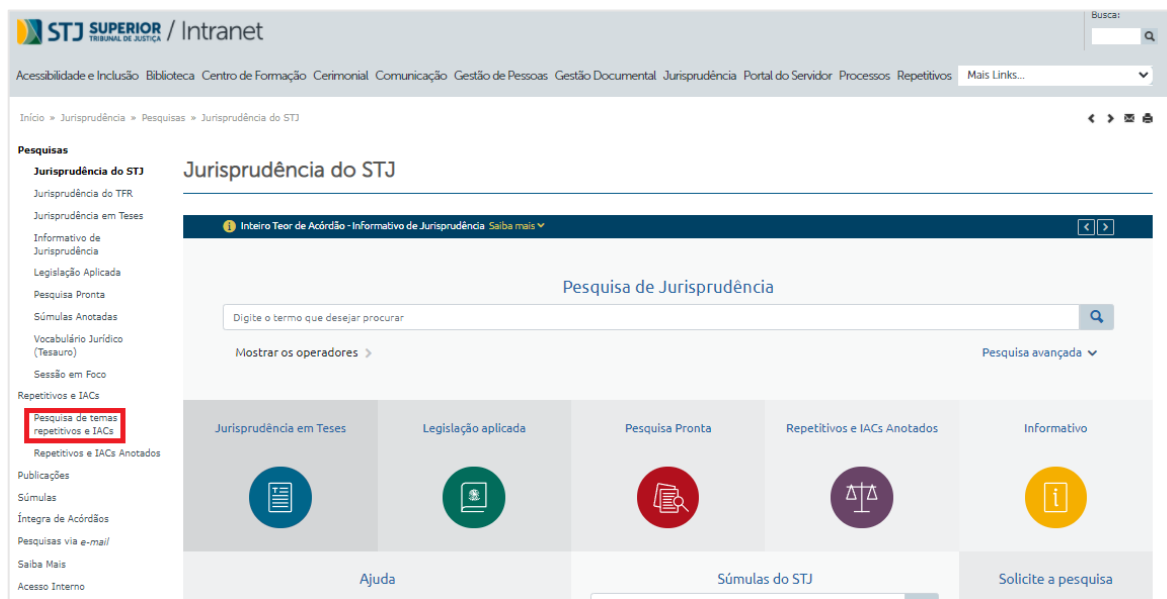 STJ SUPERIOR TRIBUNAL DE JUSTIÇA / Intranet
Busca:
Acessibilidade e Inclusão Biblioteca Centro de Formação Cerimonial Comunicação Gestão de Pessoas Gestão Documental Jurisprudência Portal do Servidor Processos Repetitivos Mais Links...
Início » Jurisprudência » Pesquisas » Jurisprudência do STJ
Pesquisas
Jurisprudência do STJ
Jurisprudência do TFR
Jurisprudência em Teses
Informativo de
Jurisprudência
Legislação Aplicada
Pesquisa Pronta
Súmulas Anotadas
Vocabulário Jurídico
(Tesauro)
Sessão em Foco
Repetitivos e IACs
Pesquisa de temas
repetitivos e IACs
Repetitivos e IACs Anotados
Publicações
Súmulas
Íntegra de Acórdãos
Pesquisas via e-mail
Saiba Mais
Acesso Interno
Jurisprudência do STJ
Inteiro Teor de Acórdão - Informativo de Jurisprudência Saiba mais
Pesquisa de Jurisprudência
Digite o termo que desejar procurar
Mostrar os operadores
Pesquisa avançada
Jurisprudência em Teses
Legislação aplicada
Pesquisa Pronta
Repetitivos e IACs Anotados
Informativo
Ajuda
Súmulas do STJ
Solicite a pesquisa